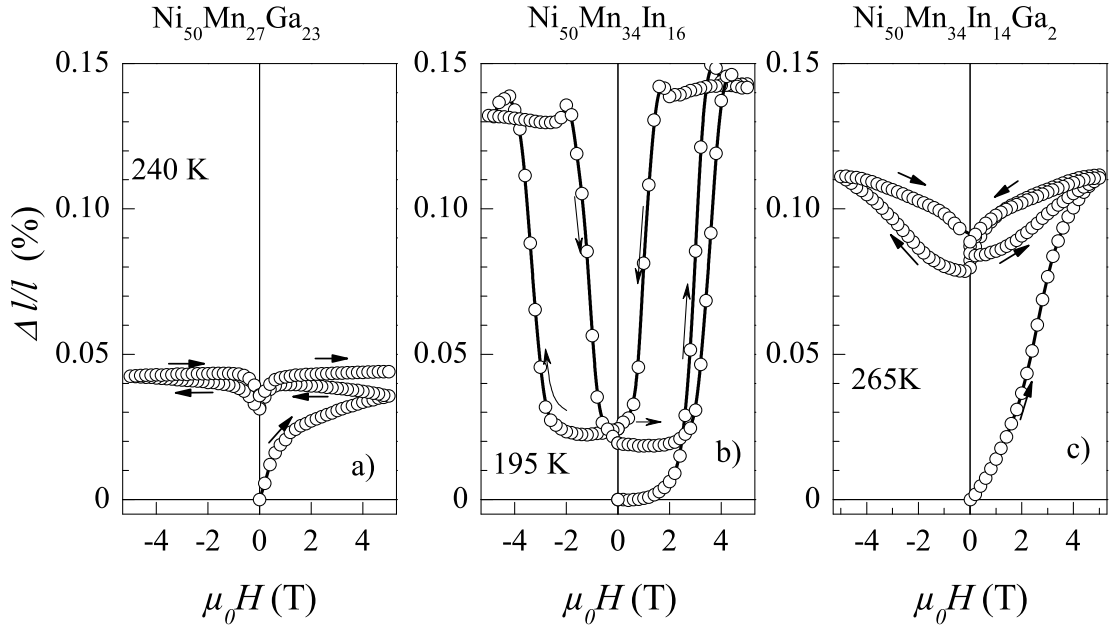 Ni50Mn27Ga23
Ni50Mn34In16
Ni50Mn34In14Ga2
Δl/l (%)
0.15
0.10
0.05
0
240 K
a)
-4 -2 0 2 4
μ0H (T)
0.15
0.10
0.05
0
195 K
b)
-4 -2 0 2 4
μ0H (T)
0.15
0.10
0.05
0
265K
c)
-4 -2 0 2 4
μ0H (T)